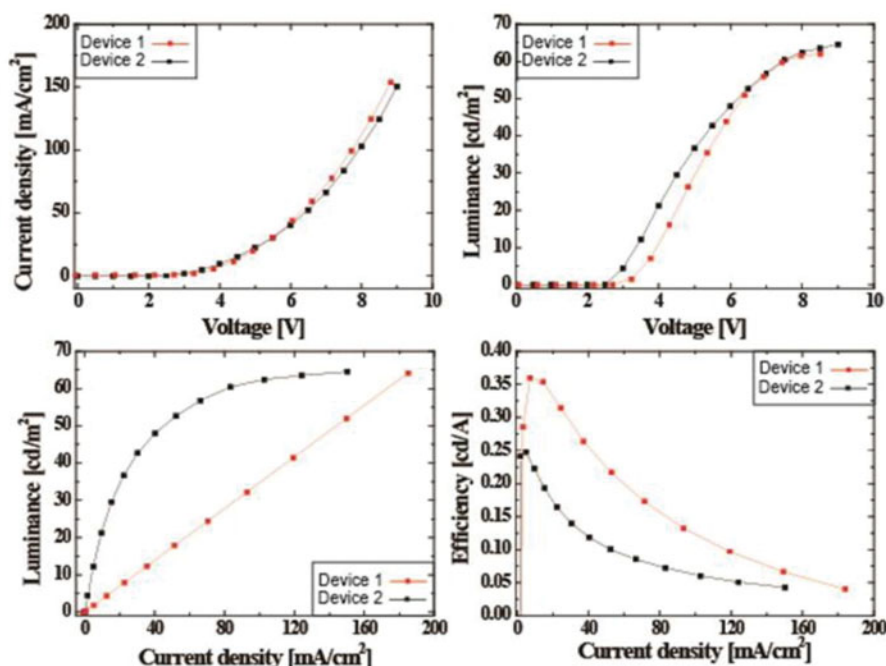 Device 1
Device 2
Current density [mA/cm²]
200
150
100
50
0
0 2 4 6 8 10
Voltage [V]
Device 1
Device 2
Luminance [cd/m²]
70
60
50
40
30
20
10
0
0 2 4 6 8 10
Voltage [V]
Device 1
Device 2
Luminance [cd/m²]
70
60
50
40
30
20
10
0
0 40 80 120 160 200
Current density [mA/cm²]
Device 1
Device 2
Efficiency [cd/A]
0.40
0.35
0.30
0.25
0.20
0.15
0.10
0.05
0.00
0 40 80 120 160 200
Current density [mA/cm²]